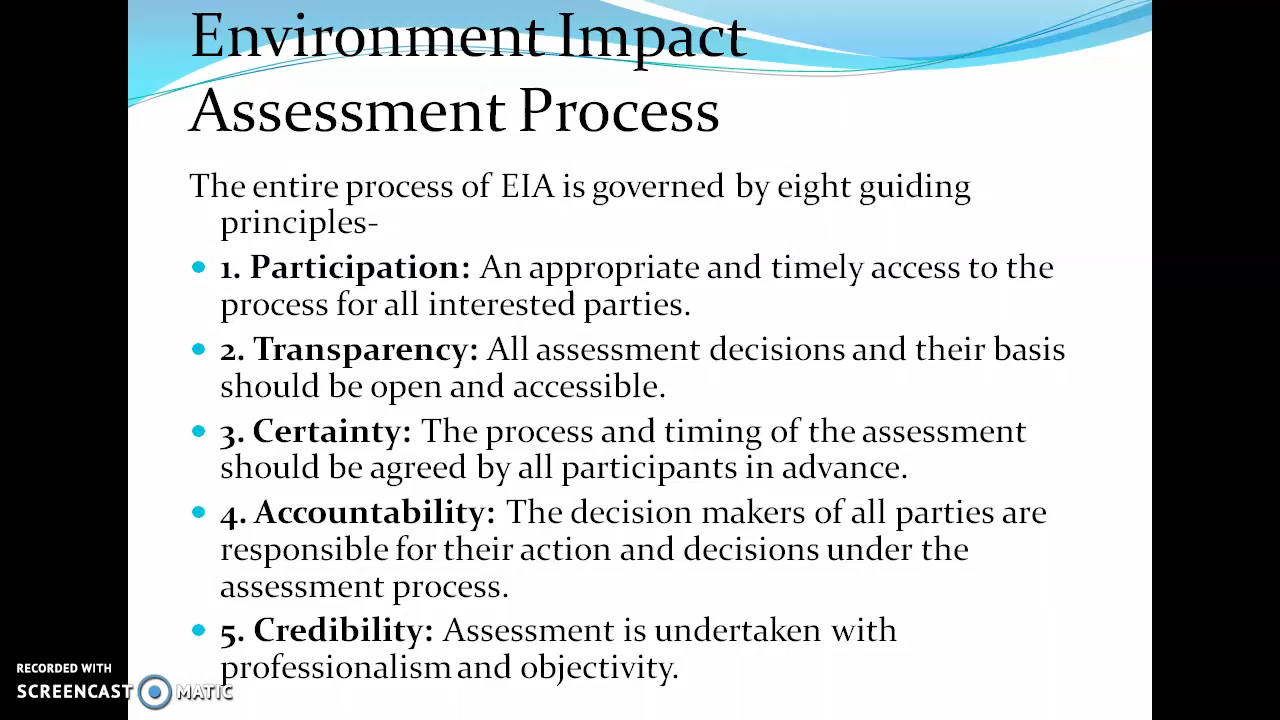 Environment Impact
Assessment Process
The entire process of EIA is governed by eight guiding
principles-
1. Participation: An appropriate and timely access to the
process for all interested parties.
2. Transparency: All assessment decisions and their basis
should be open and accessible.
3. Certainty: The process and timing of the assessment
should be agreed by all participants in advance.
4. Accountability: The decision makers of all parties are
responsible for their action and decisions under the
assessment process.
5. Credibility: Assessment is undertaken with
professionalism and objectivity.
RECORDED WITH
SCREENCAST MATIC